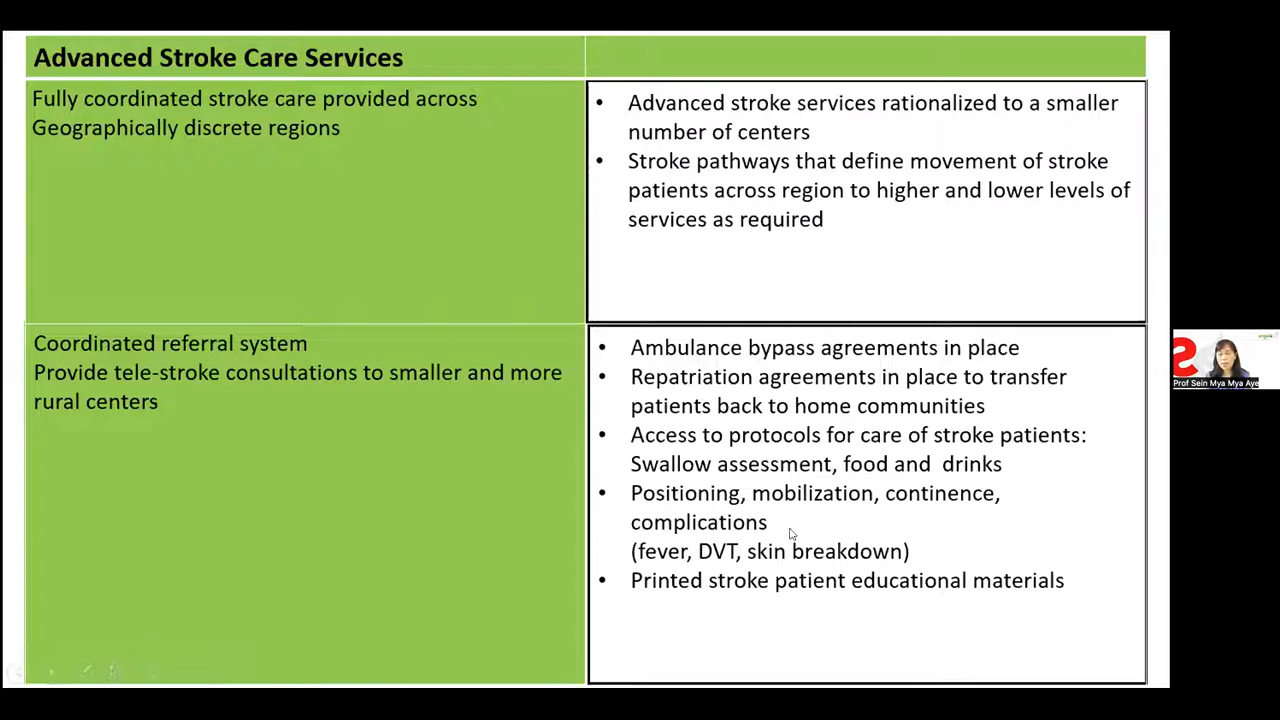 Advanced Stroke Care Services
Fully coordinated stroke care provided across
Geographically discrete regions
• Advanced stroke services rationalized to a smaller
number of centers
• Stroke pathways that define movement of stroke
patients across region to higher and lower levels of
services as required
Coordinated referral system
Provide tele-stroke consultations to smaller and more
rural centers
• Ambulance bypass agreements in place
• Repatriation agreements in place to transfer
patients back to home communities
• Access to protocols for care of stroke patients:
Swallow assessment, food and drinks
• Positioning, mobilization, continence,
complications
(fever, DVT, skin breakdown)
• Printed stroke patient educational materials
Prof Sein Mya Mya Aye